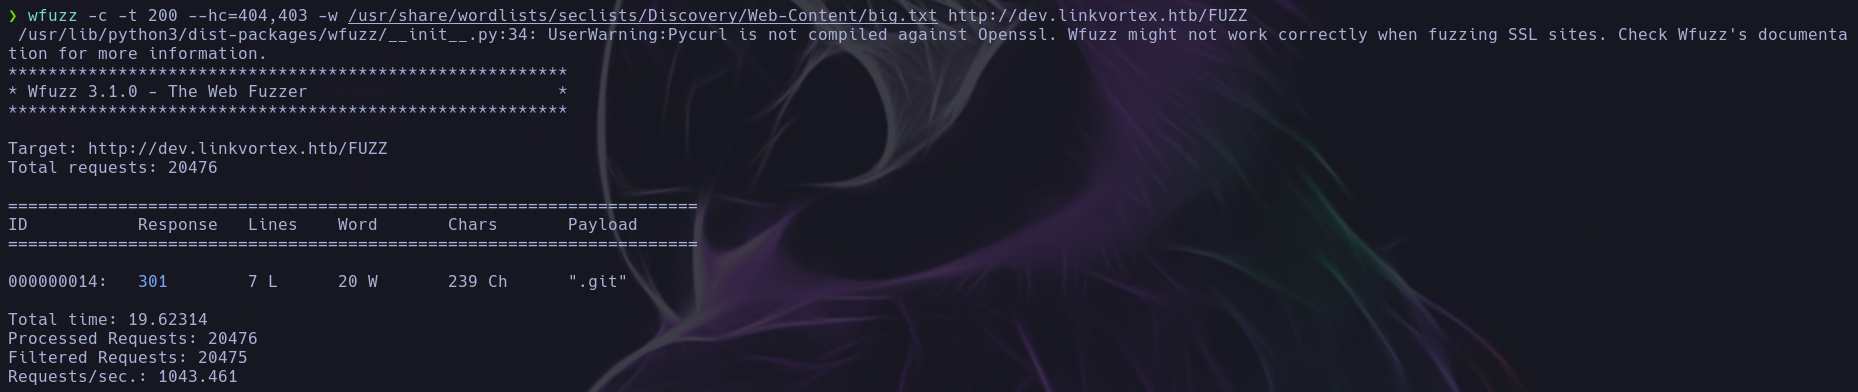 ❯ wfuzz -c -t 200 --hc=404,403 -w /usr/share/wordlists/seclists/Discovery/Web-Content/big.txt http://dev.linkvortex.htb/FUZZ
 /usr/lib/python3/dist-packages/wfuzz/__init__.py:34: UserWarning:Pycurl is not compiled against Openssl. Wfuzz might not work correctly when fuzzing SSL sites. Check Wfuzz's documenta
tion for more information.
********************************************************
* Wfuzz 3.1.0 - The Web Fuzzer                         *
********************************************************
Target: http://dev.linkvortex.htb/FUZZ
Total requests: 20476
=====================================================================
ID           Response   Lines    Word       Chars       Payload
=====================================================================
000000014:   301        7 L      20 W       239 Ch      ".git"
Total time: 19.62314
Processed Requests: 20476
Filtered Requests: 20475
Requests/sec.: 1043.461